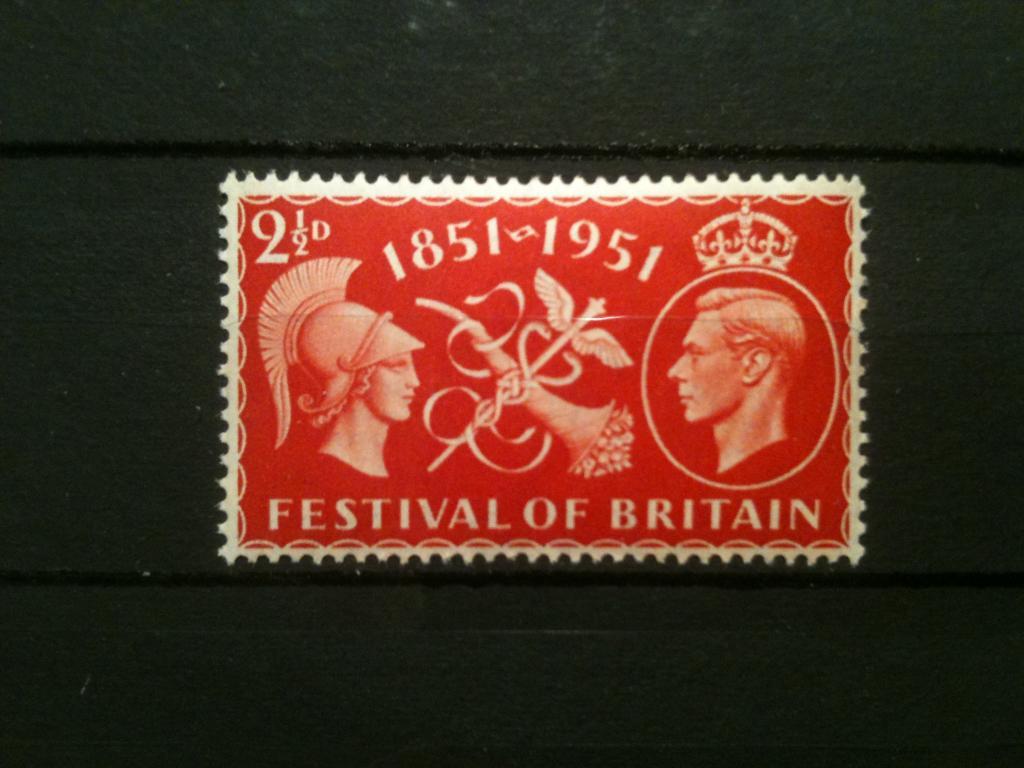 2½D
1851-1951
FESTIVAL OF BRITAIN